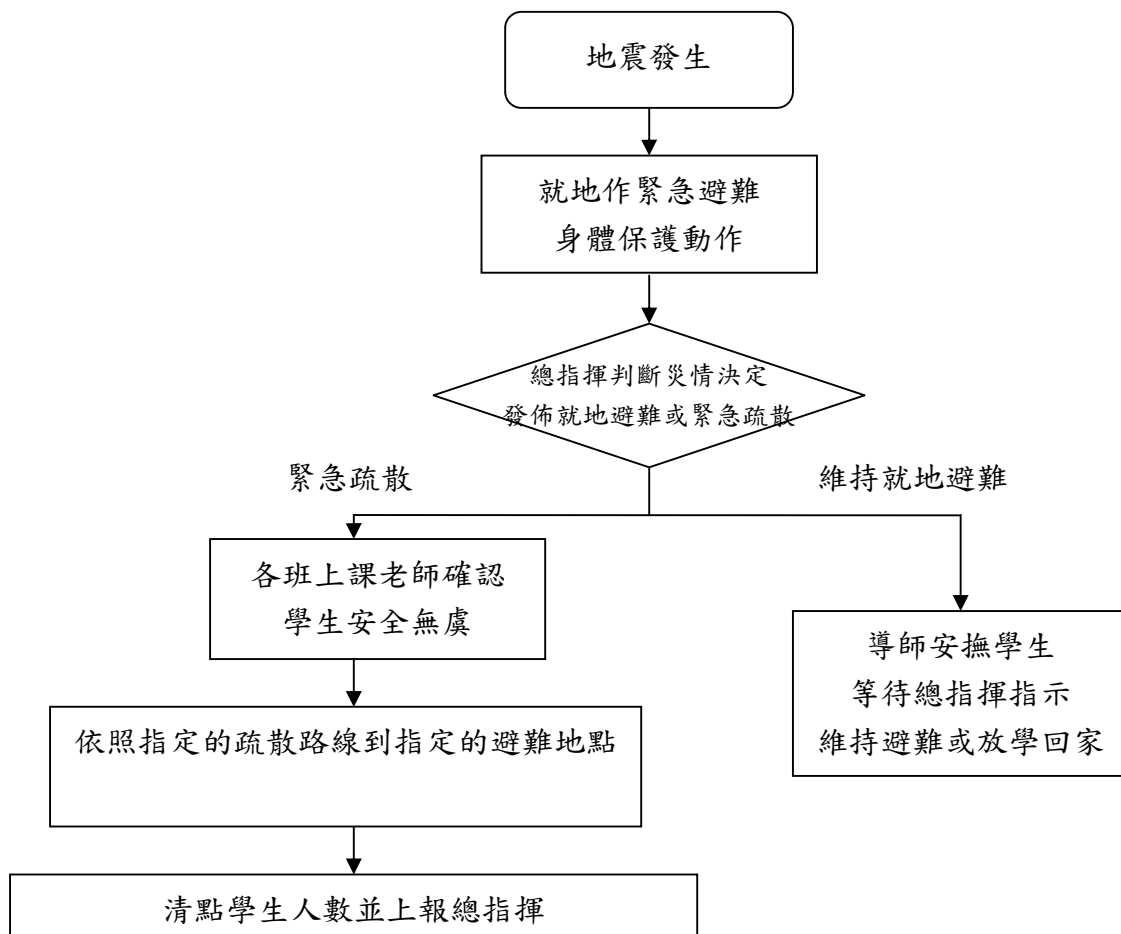 地震發生
就地作緊急避難
身體保護動作
總指揮判斷災情決定
發佈就地避難或緊急疏散
緊急疏散
維持就地避難
各班上課老師確認
學生安全無虞
導師安撫學生
等待總指揮指示
維持避難或放學回家
依照指定的疏散路線到指定的避難地點
清點學生人數並上報總指揮